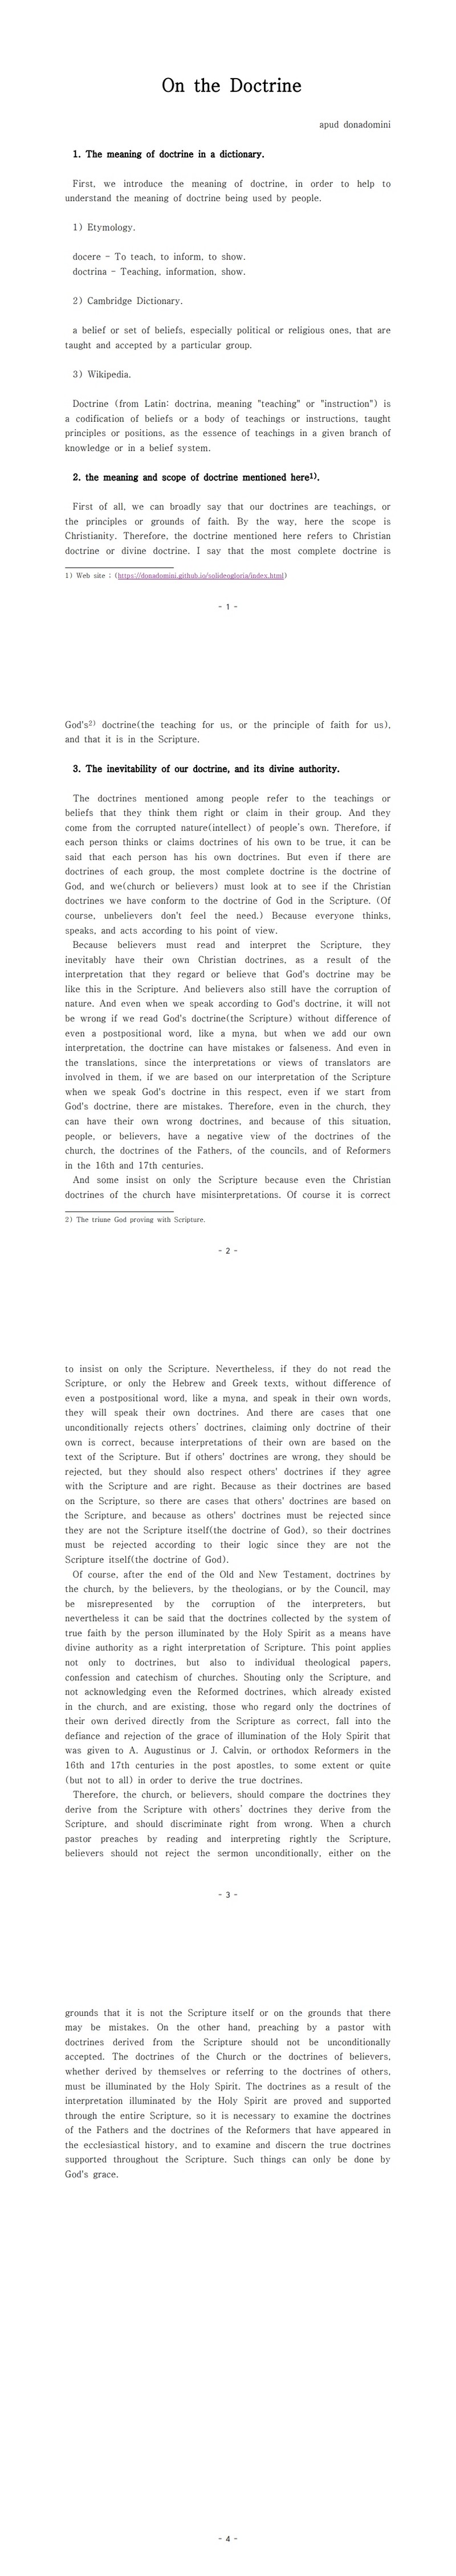 On the Doctrine
apud donadomini
1. The meaning of doctrine in a dictionary.
First, we introduce the meaning of doctrine, in order to help to
understand the meaning of doctrine being used by people.
1) Etymology.
docere - To teach, to inform, to show.
doctrina - Teaching, information, show.
2) Cambridge Dictionary.
a belief or set of beliefs, especially political or religious ones, that are
taught and accepted by a particular group.
3) Wikipedia.
Doctrine (from Latin: doctrina, meaning "teaching" or "instruction") is
a codification of beliefs or a body of teachings or instructions, taught
principles or positions, as the essence of teachings in a given branch of
knowledge or in a belief system.
2. the meaning and scope of doctrine mentioned here1).
First of all, we can broadly say that our doctrines are teachings, or
the principles or grounds of faith. By the way, here the scope is
Christianity. Therefore, the doctrine mentioned here refers to Christian
doctrine or divine doctrine. I say that the most complete doctrine is
1) Web site ; (https://donadomini.github.io/solideogloria/index.html)
- 1 -
God's2) doctrine(the teaching for us, or the principle of faith for us),
and that it is in the Scripture.
3. The inevitability of our doctrine, and its divine authority.
The doctrines mentioned among people refer to the teachings or
beliefs that they think them right or claim in their group. And they
come from the corrupted nature(intellect) of people's own. Therefore, if
each person thinks or claims doctrines of his own to be true, it can be
said that each person has his own doctrines. But even if there are
doctrines of each group, the most complete doctrine is the doctrine of
God, and we(church or believers) must look at to see if the Christian
doctrines we have conform to the doctrine of God in the Scripture. (Of
course, unbelievers don't feel the need.) Because everyone thinks,
speaks, and acts according to his point of view.
Because believers must read and interpret the Scripture, they
inevitably have their own Christian doctrines, as a result of the
interpretation that they regard or believe that God's doctrine may be
like this in the Scripture. And believers also still have the corruption of
nature. And even when we speak according to God's doctrine, it will not
be wrong if we read God's doctrine(the Scripture) without difference of
even a postpositional word, like a myna, but when we add our own
interpretation, the doctrine can have mistakes or falseness. And even in
the translations, since the interpretations or views of translators are
involved in them, if we are based on our interpretation of the Scripture
when we speak God's doctrine in this respect, even if we start from
God's doctrine, there are mistakes. Therefore, even in the church, they
can have their own wrong doctrines, and because of this situation,
people, or believers, have a negative view of the doctrines of the
church, the doctrines of the Fathers, of the councils, and of Reformers
in the 16th and 17th centuries.
And some insist on only the Scripture because even the Christian
doctrines of the church have misinterpretations. Of course it is correct
2) The triune God proving with Scripture.
- 2 -
to insist on only the Scripture. Nevertheless, if they do not read the
Scripture, or only the Hebrew and Greek texts, without difference of
even a postpositional word, like a myna, and speak in their own words,
they will speak their own doctrines. And there are cases that one
unconditionally rejects others' doctrines, claiming only doctrine of their
own is correct, because interpretations of their own are based on the
text of the Scripture. But if others' doctrines are wrong, they should be
rejected, but they should also respect others' doctrines if they agree
with the Scripture and are right. Because as their doctrines are based
on the Scripture, so there are cases that others' doctrines are based on
the Scripture, and because as others' doctrines must be rejected since
they are not the Scripture itself(the doctrine of God), so their doctrines
must be rejected according to their logic since they are not the
Scripture itself(the doctrine of God).
Of course, after the end of the Old and New Testament, doctrines by
the church, by the believers, by the theologians, or by the Council, may
be misrepresented by the corruption of the interpreters, but
nevertheless it can be said that the doctrines collected by the system of
true faith by the person illuminated by the Holy Spirit as a means have
divine authority as a right interpretation of Scripture. This point applies
not only to doctrines, but also to individual theological papers,
confession and catechism of churches. Shouting only the Scripture, and
not acknowledging even the Reformed doctrines, which already existed
in the church, and are existing, those who regard only the doctrines of
their own derived directly from the Scripture as correct, fall into the
defiance and rejection of the grace of illumination of the Holy Spirit that
was given to A. Augustinus or J. Calvin, or orthodox Reformers in the
16th and 17th centuries in the post apostles, to some extent or quite
(but not to all) in order to derive the true doctrines.
Therefore, the church, or believers, should compare the doctrines they
derive from the Scripture with others' doctrines they derive from the
Scripture, and should discriminate right from wrong. When a church
pastor preaches by reading and interpreting rightly the Scripture,
believers should not reject the sermon unconditionally, either on the
- 3 -
grounds that it is not the Scripture itself or on the grounds that there
may be mistakes. On the other hand, preaching by a pastor with
doctrines derived from the Scripture should not be unconditionally
accepted. The doctrines of the Church or the doctrines of believers,
whether derived by themselves or referring to the doctrines of others,
must be illuminated by the Holy Spirit. The doctrines as a result of the
interpretation illuminated by the Holy Spirit are proved and supported
through the entire Scripture, so it is necessary to examine the doctrines
of the Fathers and the doctrines of the Reformers that have appeared in
the ecclesiastical history, and to examine and discern the true doctrines
supported throughout the Scripture. Such things can only be done by
God's grace.
- 4 -